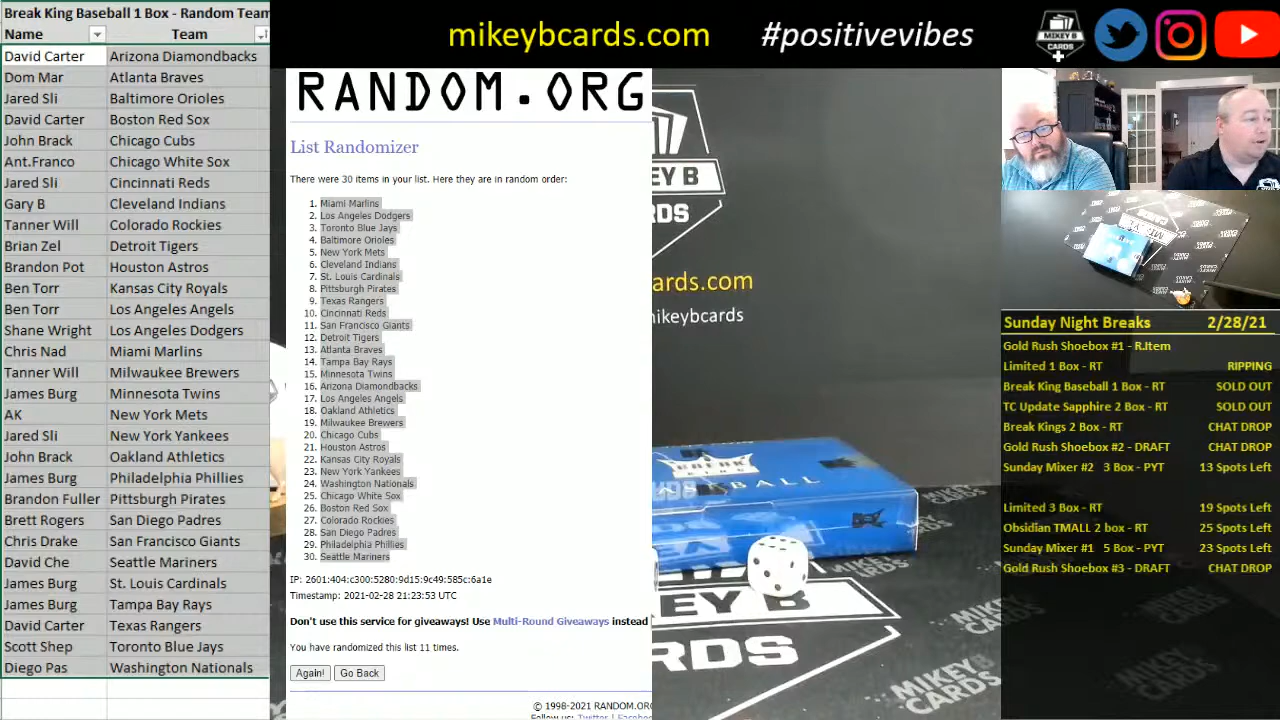 Break King Baseball 1 Box - Random Team
Name Team
David Carter Arizona Diamondbacks
Dom Mar Atlanta Braves
Jared Sli Baltimore Orioles
David Carter Boston Red Sox
John Brack Chicago Cubs
Ant.Franco Chicago White Sox
Jared Sli Cincinnati Reds
Gary B Cleveland Indians
Tanner Will Colorado Rockies
Brian Zel Detroit Tigers
Brandon Pot Houston Astros
Ben Torr Kansas City Royals
Ben Torr Los Angeles Angels
Shane Wright Los Angeles Dodgers
Chris Nad Miami Marlins
Tanner Will Milwaukee Brewers
James Burg Minnesota Twins
AK New York Mets
Jared Sli New York Yankees
John Brack Oakland Athletics
James Burg Philadelphia Phillies
Brandon Fuller Pittsburgh Pirates
Brett Rogers San Diego Padres
Chris Drake San Francisco Giants
David Che Seattle Mariners
James Burg St. Louis Cardinals
James Burg Tampa Bay Rays
David Carter Texas Rangers
Scott Shep Toronto Blue Jays
Diego Pas Washington Nationals
mikeybcards.com #positivevibes
MIKEY B
CARDS
RANDOM.ORG
List Randomizer
There were 30 items in your list. Here they are in random order:
1. Miami Marlins
2. Los Angeles Dodgers
3. Toronto Blue Jays
4. Baltimore Orioles
5. New York Mets
6. Cleveland Indians
7. St. Louis Cardinals
8. Pittsburgh Pirates
9. Texas Rangers
10. Cincinnati Reds
11. San Francisco Giants
12. Detroit Tigers
13. Atlanta Braves
14. Tampa Bay Rays
15. Minnesota Twins
16. Arizona Diamondbacks
17. Los Angeles Angels
18. Oakland Athletics
19. Milwaukee Brewers
20. Chicago Cubs
21. Houston Astros
22. Kansas City Royals
23. New York Yankees
24. Washington Nationals
25. Chicago White Sox
26. Boston Red Sox
27. Colorado Rockies
28. San Diego Padres
29. Philadelphia Phillies
30. Seattle Mariners
IP: 2601:404:c300:5280:9d15:9c49:585c:6a1e
Timestamp: 2021-02-28 21:23:53 UTC
Don't use this service for giveaways! Use Multi-Round Giveaways instead
You have randomized this list 11 times.
Again! Go Back
© 1998-2021 RANDOM.ORG
Follow us: Twitter | Facebook
EY B
RDS
rds.com
mikeybcards
BREAK
KING
BASEBALL
KEY B
RDS
MIKEY B
CARDS
Sunday Night Breaks 2/28/21
Gold Rush Shoebox #1 - R.Item
Limited 1 Box - RT RIPPING
Break King Baseball 1 Box - RT SOLD OUT
TC Update Sapphire 2 Box - RT SOLD OUT
Break Kings 2 Box - RT CHAT DROP
Gold Rush Shoebox #2 - DRAFT CHAT DROP
Sunday Mixer #2 3 Box - PYT 13 Spots Left
Limited 3 Box - RT 19 Spots Left
Obsidian TMALL 2 box - RT 25 Spots Left
Sunday Mixer #1 5 Box - PYT 23 Spots Left
Gold Rush Shoebox #3 - DRAFT CHAT DROP